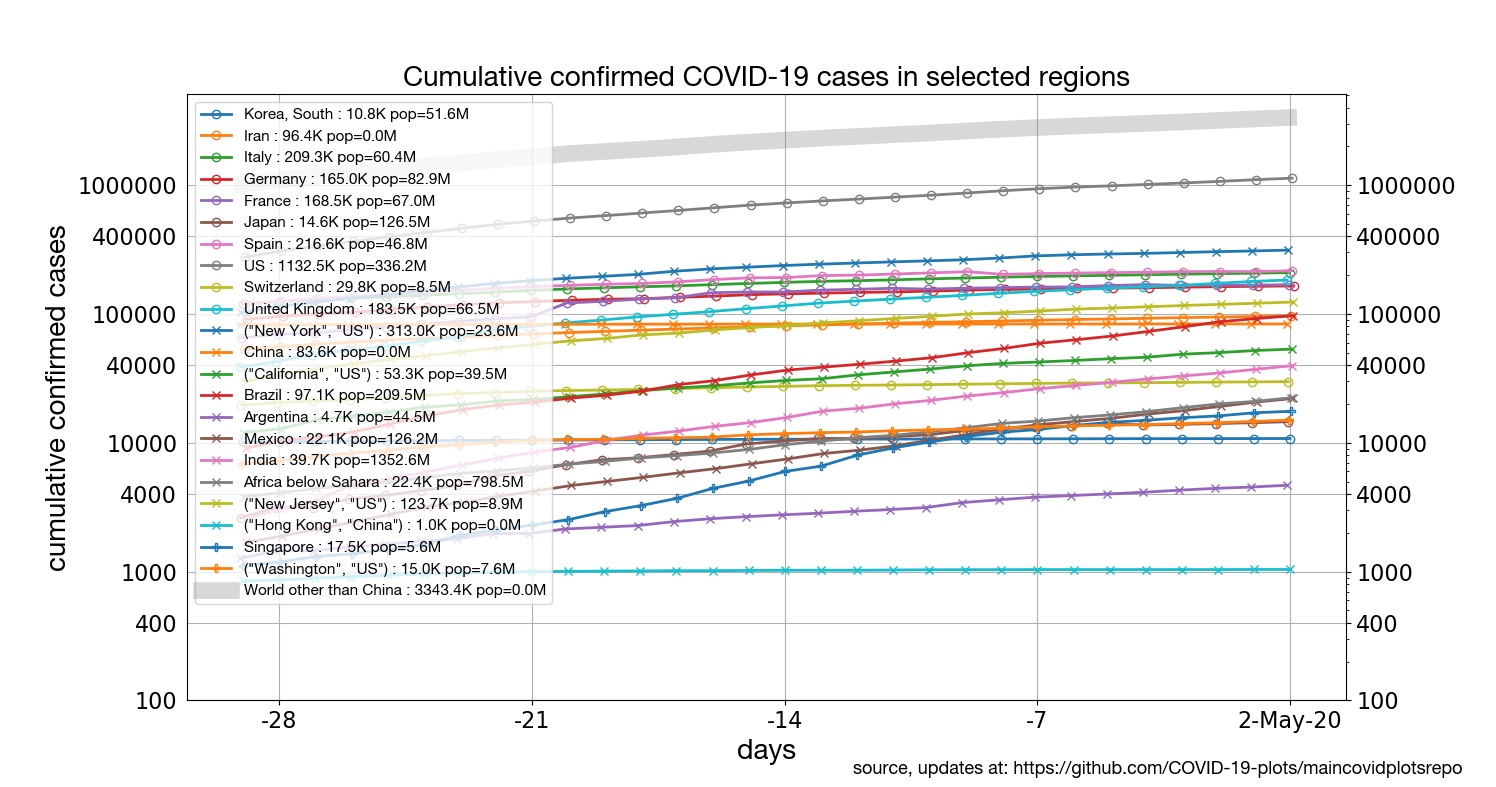 Cumulative confirmed COVID-19 cases in selected regions
cumulative confirmed cases
1000000
400000
100000
40000
10000
4000
1000
400
100
Korea, South : 10.8K pop=51.6M
Iran : 96.4K pop=0.0M
Italy : 209.3K pop=60.4M
Germany : 165.0K pop=82.9M
France : 168.5K pop=67.0M
Japan : 14.6K pop=126.5M
Spain : 216.6K pop=46.8M
US : 1132.5K pop=336.2M
Switzerland : 29.8K pop=8.5M
United Kingdom : 183.5K pop=66.5M
("New York", "US") : 313.0K pop=23.6M
China : 83.6K pop=0.0M
("California", "US") : 53.3K pop=39.5M
Brazil : 97.1K pop=209.5M
Argentina : 4.7K pop=44.5M
Mexico : 22.1K pop=126.2M
India : 39.7K pop=1352.6M
Africa below Sahara : 22.4K pop=798.5M
("New Jersey", "US") : 123.7K pop=8.9M
("Hong Kong", "China") : 1.0K pop=0.0M
Singapore : 17.5K pop=5.6M
("Washington", "US") : 15.0K pop=7.6M
World other than China : 3343.4K pop=0.0M
1000000
400000
100000
40000
10000
4000
1000
400
100
-28 -21 -14 -7 2-May-20
days
source, updates at: https://github.com/COVID-19-plots/maincovidplotsrepo